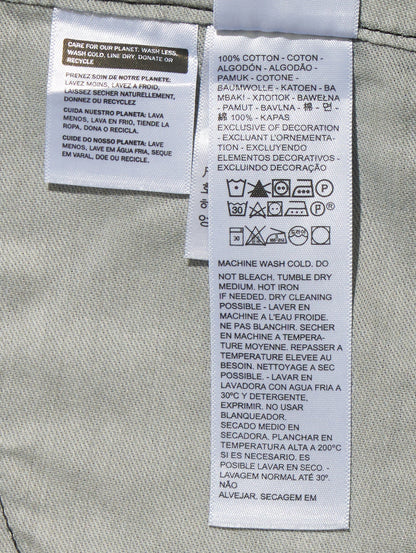 CARE FOR OUR PLANET. WASH LESS,
WASH COLD, LINE DRY, DONATE OR
RECYCLE
PRENEZ SOIN DE NOTRE PLANETE:
LAVEZ MOINS, LAVEZ A FROID,
LAISSEZ SECHER NATURELLEMENT,
DONNEZ OU RECYCLEZ
CUIDA NUESTRO PLANETA: LAVA
MENOS, LAVA EN FRIO, TIENDE LA
ROPA, DONA O RECICLA.
CUIDE DO NOSSO PLANETA: LAVE
MENOS, LAVE EM ÁGUA FRIA, SEQUE
EM VARAL, DOE OU RECICLE.
100% COTTON - COTON -
ALGODÓN - ALGODÃO -
PAMUK - COTONE -
BAUMWOLLE - KATOEN - BA
MBAKI - ХЛОПОК - BAWEŁNA
- PAMUT - BAVLNA - 棉 - 면 -
綿 100% - KAPAS
EXCLUSIVE OF DECORATION
- EXCLUANT L'ORNEMENTA-
TION - EXCLUYENDO
ELEMENTOS DECORATIVOS -
EXCLUINDO DECORAÇÃO
P
30 P
MACHINE WASH COLD. DO
NOT BLEACH. TUMBLE DRY
MEDIUM. HOT IRON
IF NEEDED. DRY CLEANING
POSSIBLE - LAVER EN
MACHINE A L'EAU FROIDE.
NE PAS BLANCHIR. SECHER
EN MACHINE A TEMPERA-
TURE MOYENNE. REPASSER A
TEMPERATURE ELEVEE AU
BESOIN. NETTOYAGE A SEC
POSSIBLE. - LAVAR EN
LAVADORA CON AGUA FRIA A
30°C Y DETERGENTE,
EXPRIMIR. NO USAR
BLANQUEADOR.
SECADO MEDIO EN
SECADORA. PLANCHAR EN
TEMPERATURA ALTA A 200°C
SI ES NECESARIO. ES
POSIBLE LAVAR EN SECO. -
LAVAGEM NORMAL ATÉ 30°.
NÃO
ALVEJAR. SECAGEM EM